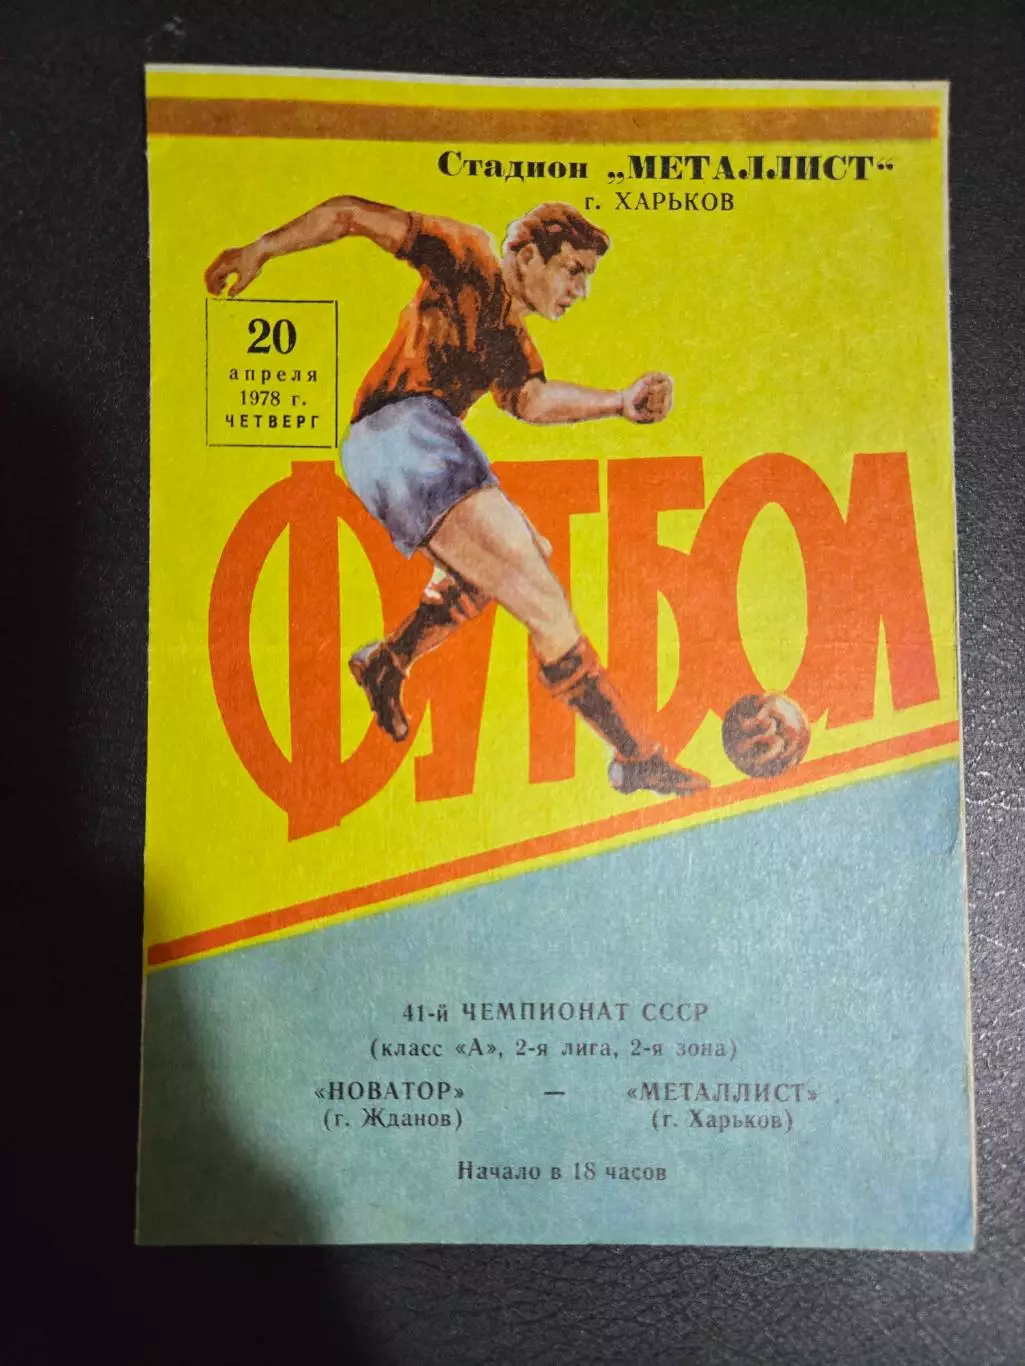 Стадион „МЕТАЛЛИСТ“
г. ХАРЬКОВ
20
апреля
1978 г.
ЧЕТВЕРГ
ФУТБОЛ
41-й ЧЕМПИОНАТ СССР
(класс «А», 2-я лига, 2-я зона)
«НОВАТОР» — «МЕТАЛЛИСТ»
(г. Жданов) (г. Харьков)
Начало в 18 часов